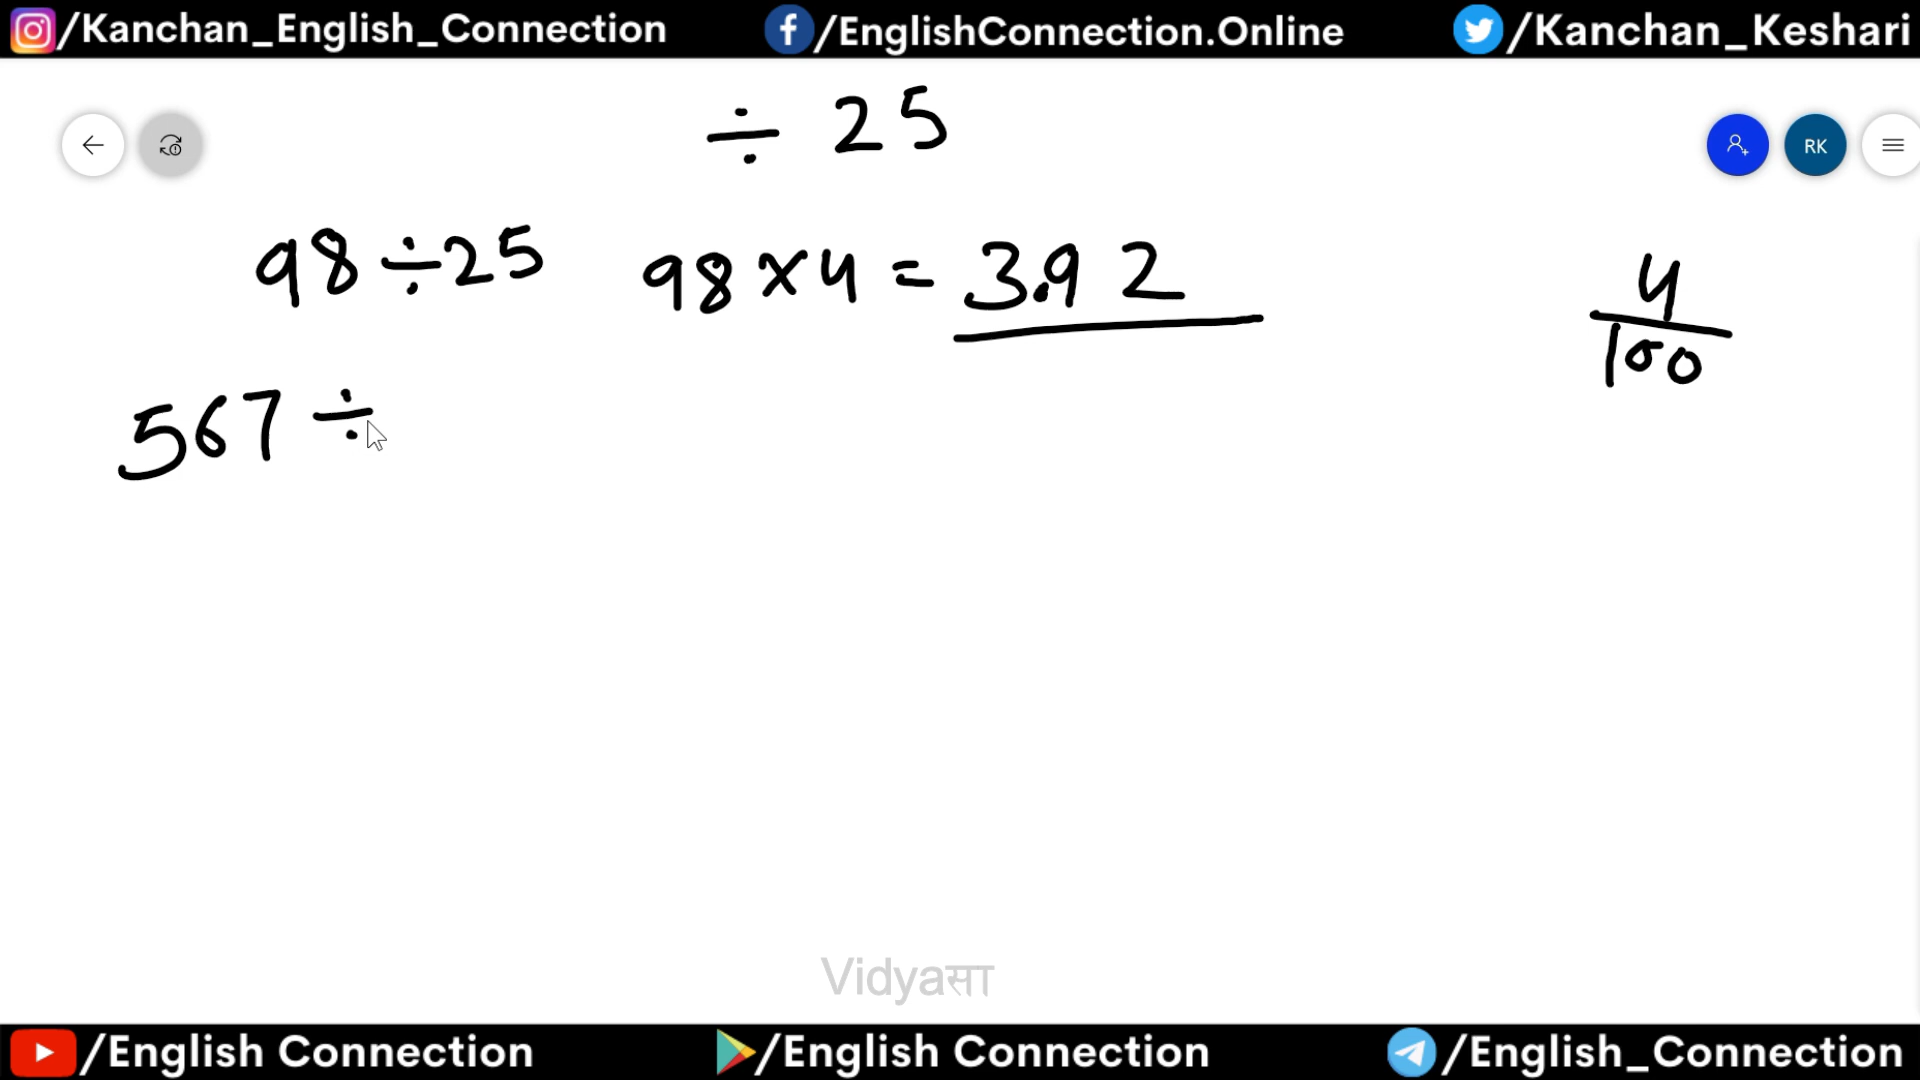 /Kanchan_English_Connection /EnglishConnection.Online /Kanchan_Keshari
÷ 25
RK
98÷25 98×4 = 3.92
4
100
567 ÷
Vidyaसा
/English Connection /English Connection /English_Connection